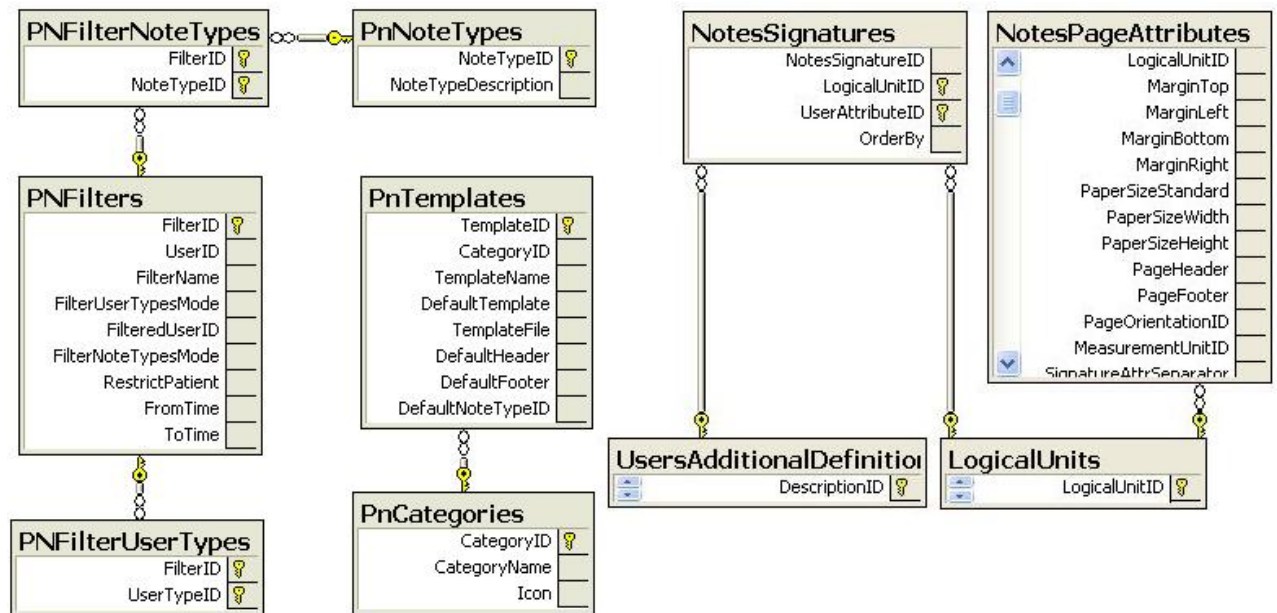 PNFilterNoteTypes
FilterID
NoteTypeID
PnNoteTypes
NoteTypeID
NoteTypeDescription
NotesSignatures
NotesSignatureID
LogicalUnitID
UserAttributeID
OrderBy
NotesPageAttributes
LogicalUnitID
MarginTop
MarginLeft
MarginBottom
MarginRight
PaperSizeStandard
PaperSizeWidth
PaperSizeHeight
PageHeader
PageFooter
PageOrientationID
MeasurementUnitID
SignatureAttrSeparator
PNFilters
FilterID
UserID
FilterName
FilterUserTypesMode
FilteredUserID
FilterNoteTypesMode
RestrictPatient
FromTime
ToTime
PnTemplates
TemplateID
CategoryID
TemplateName
DefaultTemplate
TemplateFile
DefaultHeader
DefaultFooter
DefaultNoteTypeID
UsersAdditionalDefinition
DescriptionID
LogicalUnits
LogicalUnitID
PNFilterUserTypes
FilterID
UserTypeID
PnCategories
CategoryID
CategoryName
Icon